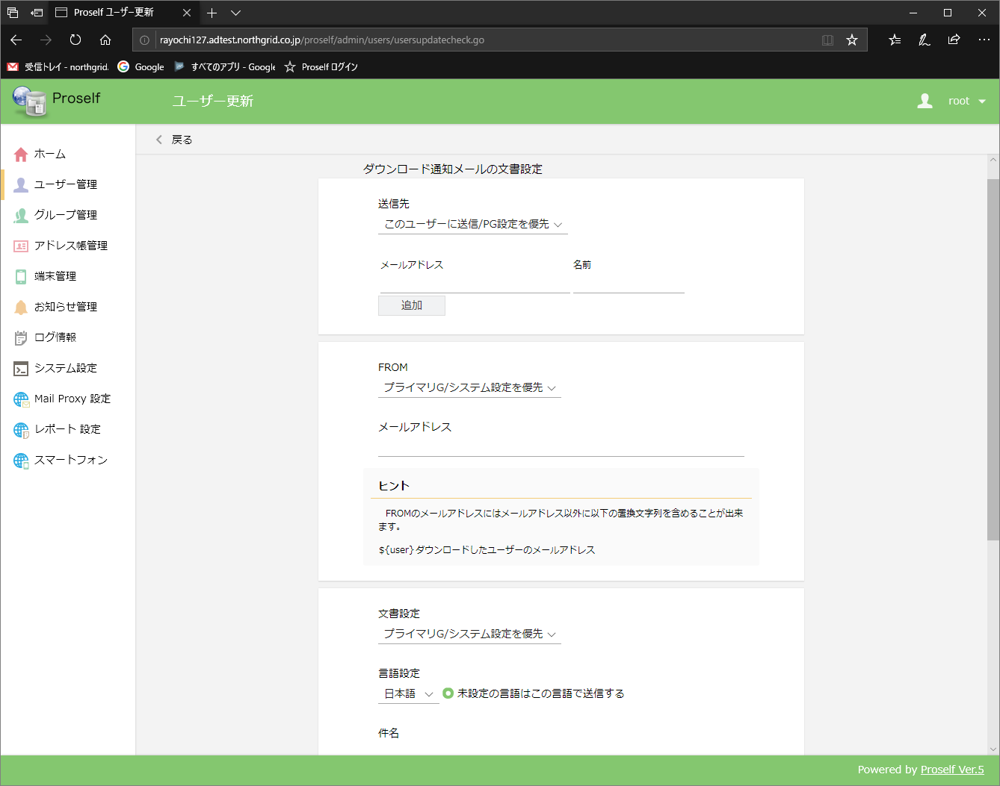 Proself ユーザー更新
rayochi127.adtest.northgrid.co.jp/proself/admin/users/usersupdatecheck.go
受信トレイ - northgrid.
Google
すべてのアプリ - Google
Proself ログイン
Proself
ユーザー更新
root
戻る
ホーム
ユーザー管理
グループ管理
アドレス帳管理
端末管理
お知らせ管理
ログ情報
システム設定
Mail Proxy 設定
レポート 設定
スマートフォン
ダウンロード通知メールの文書設定
送信先
このユーザーに送信/PG設定を優先
メールアドレス 名前
追加
FROM
プライマリG/システム設定を優先
メールアドレス
ヒント
FROMのメールアドレスにはメールアドレス以外に以下の置換文字列を含めることが出来
ます。
${user}ダウンロードしたユーザーのメールアドレス
文書設定
プライマリG/システム設定を優先
言語設定
日本語 未設定の言語はこの言語で送信する
件名
Powered by Proself Ver.5